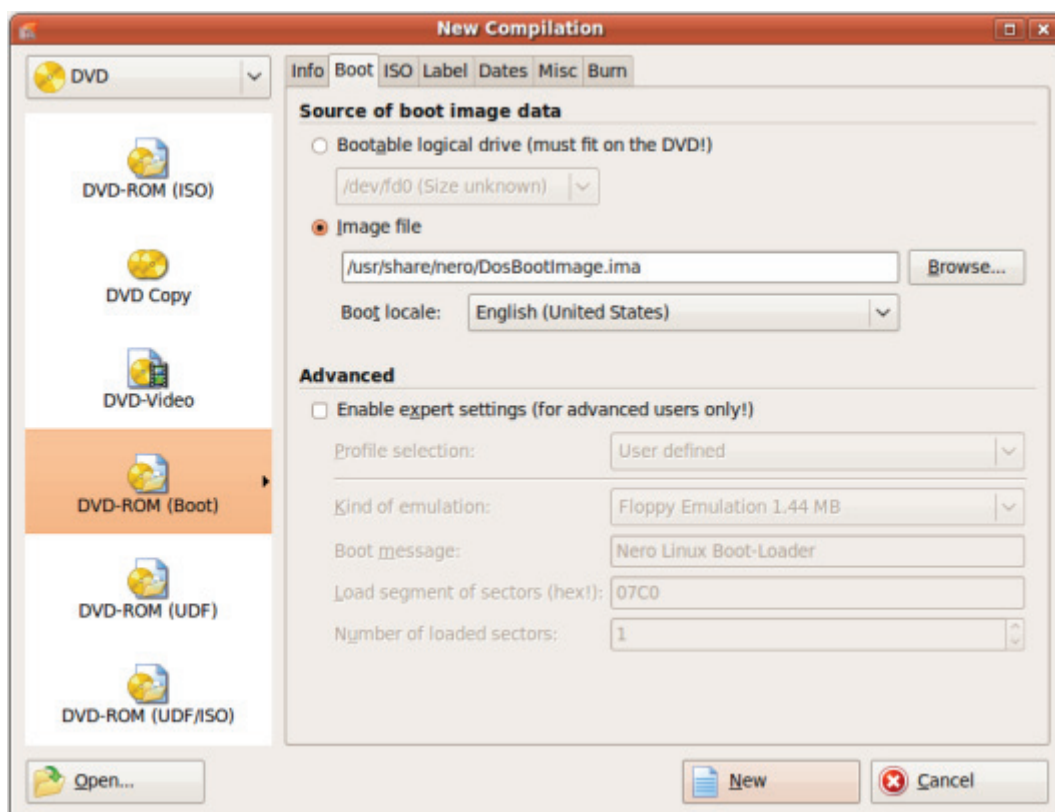 New Compilation
DVD
Info Boot ISO Label Dates Misc Burn
DVD-ROM (ISO)
DVD Copy
DVD-Video
DVD-ROM (Boot)
DVD-ROM (UDF)
DVD-ROM (UDF/ISO)
Source of boot image data
Bootable logical drive (must fit on the DVD!)
/dev/fd0 (Size unknown)
Image file
/usr/share/nero/DosBootImage.ima Browse...
Boot locale: English (United States)
Advanced
Enable expert settings (for advanced users only!)
Profile selection: User defined
Kind of emulation: Floppy Emulation 1.44 MB
Boot message: Nero Linux Boot-Loader
Load segment of sectors (hex!): 07C0
Number of loaded sectors: 1
Open... New Cancel